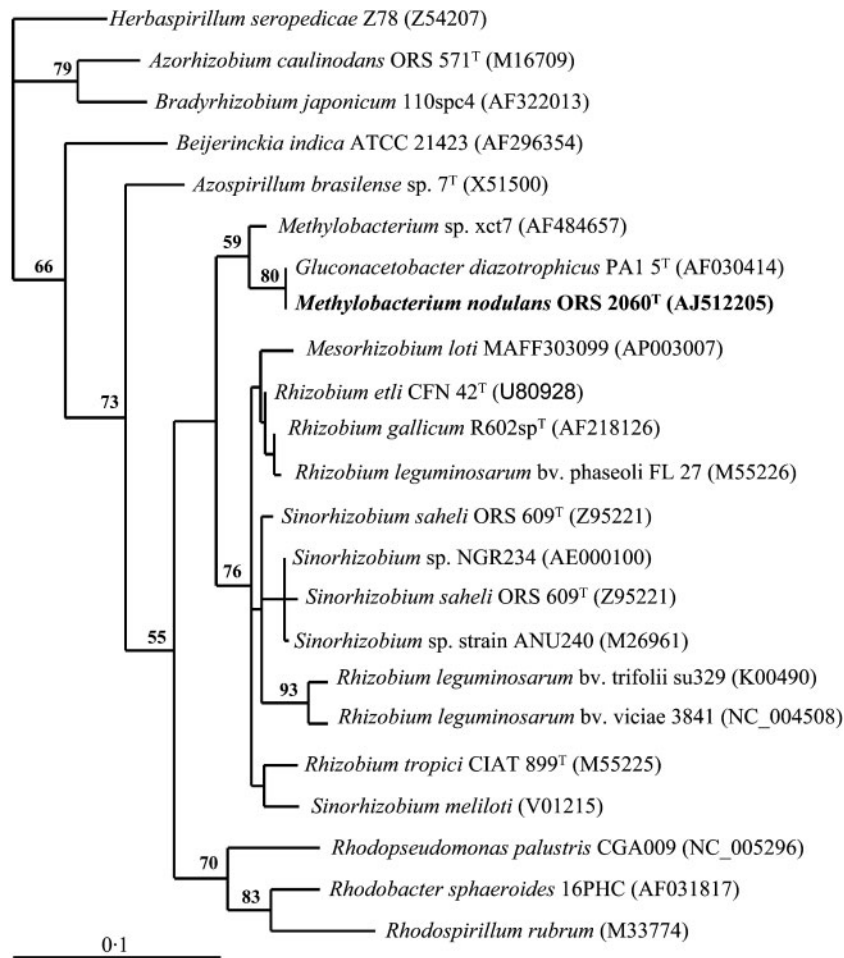 Herbaspirillum seropedicae Z78 (Z54207)
79
Azorhizobium caulinodans ORS 571ᵀ (M16709)
Bradyrhizobium japonicum 110spc4 (AF322013)
Beijerinckia indica ATCC 21423 (AF296354)
Azospirillum brasilense sp. 7ᵀ (X51500)
Methylobacterium sp. xct7 (AF484657)
59
66
80
Gluconacetobacter diazotrophicus PA1 5ᵀ (AF030414)
Methylobacterium nodulans ORS 2060ᵀ (AJ512205)
Mesorhizobium loti MAFF303099 (AP003007)
Rhizobium etli CFN 42ᵀ (U80928)
73
Rhizobium gallicum R602spᵀ (AF218126)
Rhizobium leguminosarum bv. phaseoli FL 27 (M55226)
Sinorhizobium saheli ORS 609ᵀ (Z95221)
Sinorhizobium sp. NGR234 (AE000100)
76
Sinorhizobium saheli ORS 609ᵀ (Z95221)
55
Sinorhizobium sp. strain ANU240 (M26961)
Rhizobium leguminosarum bv. trifolii su329 (K00490)
93
Rhizobium leguminosarum bv. viciae 3841 (NC_004508)
Rhizobium tropici CIAT 899ᵀ (M55225)
Sinorhizobium meliloti (V01215)
Rhodopseudomonas palustris CGA009 (NC_005296)
70
Rhodobacter sphaeroides 16PHC (AF031817)
83
Rhodospirillum rubrum (M33774)
0·1